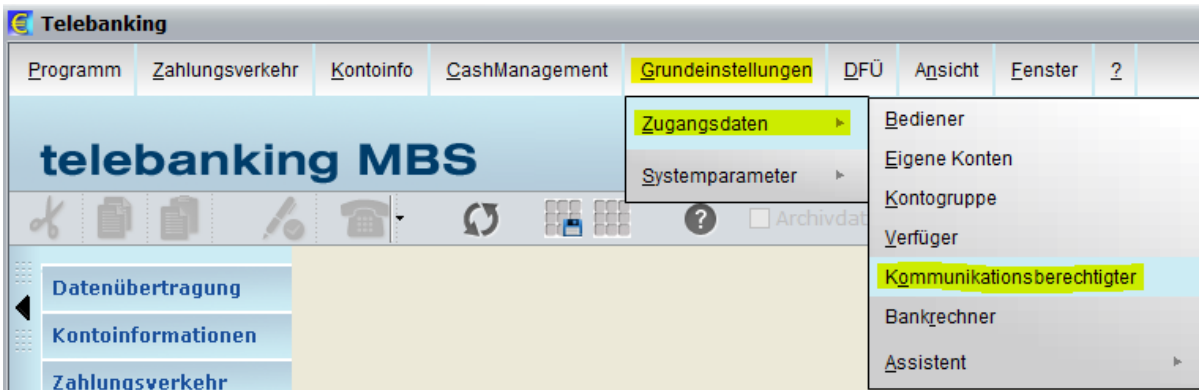 € Telebanking
Programm Zahlungsverkehr Kontoinfo CashManagement Grundeinstellungen DFÜ Ansicht Fenster ?
Zugangsdaten
Systemparameter
Bediener
Eigene Konten
Kontogruppe
Verfüger
Kommunikationsberechtigter
Bankrechner
Assistent
telebanking MBS
? Archivdat
Datenübertragung
Kontoinformationen
Zahlungsverkehr